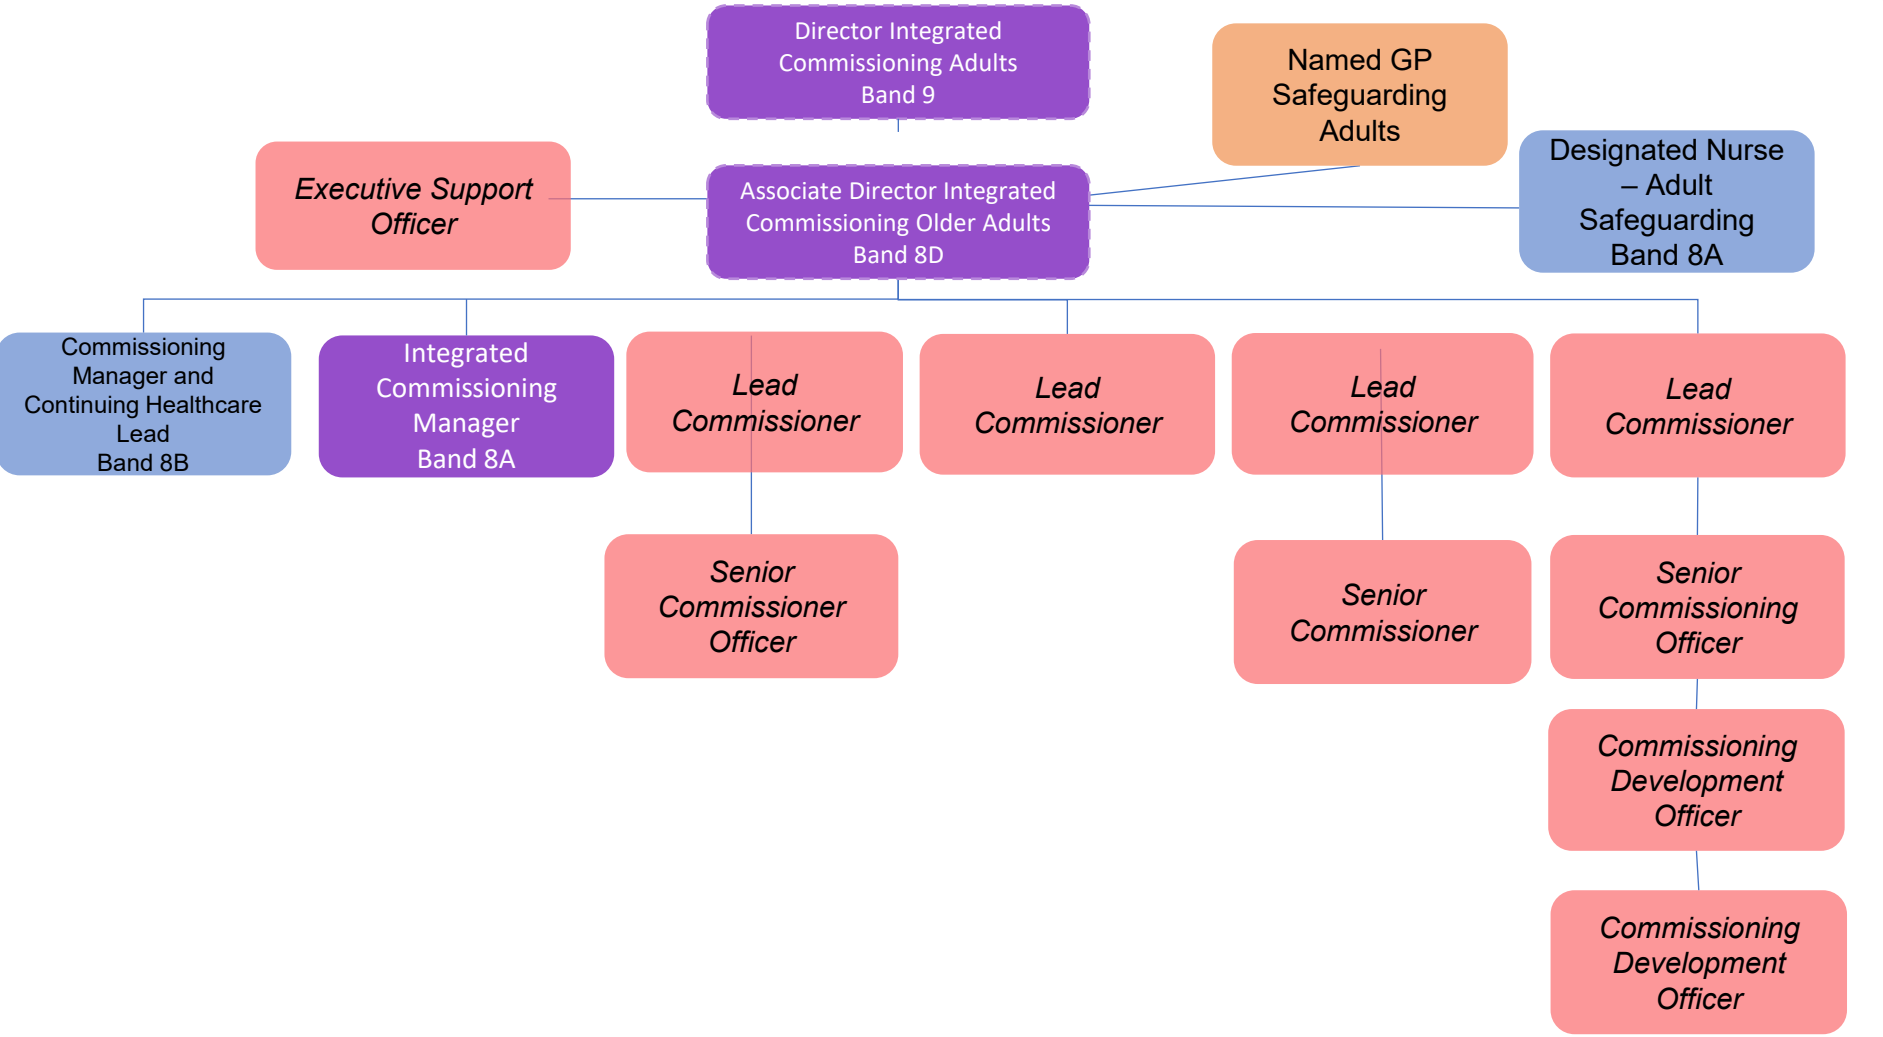 Director Integrated
Commissioning Adults
Band 9
Named GP
Safeguarding
Adults
Executive Support
Officer
Associate Director Integrated
Commissioning Older Adults
Band 8D
Designated Nurse
– Adult
Safeguarding
Band 8A
Commissioning
Manager and
Continuing Healthcare
Lead
Band 8B
Integrated
Commissioning
Manager
Band 8A
Lead
Commissioner
Lead
Commissioner
Lead
Commissioner
Lead
Commissioner
Senior
Commissioner
Officer
Senior
Commissioner
Senior
Commissioning
Officer
Commissioning
Development
Officer
Commissioning
Development
Officer